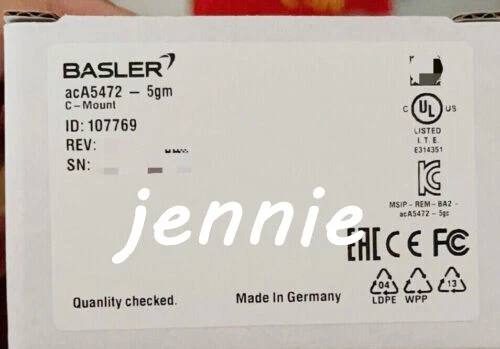 BASLER
acA5472 – 5gm
C – Mount
ID: 107769
REV:
SN:
C UL US
LISTED
I. T. E.
E314351
MSIP – REM – BA2 -
acA5472 – 5gc
jennie
EAC CE FC
04 13
LDPE WPP
Quanlity checked.
Made in Germany